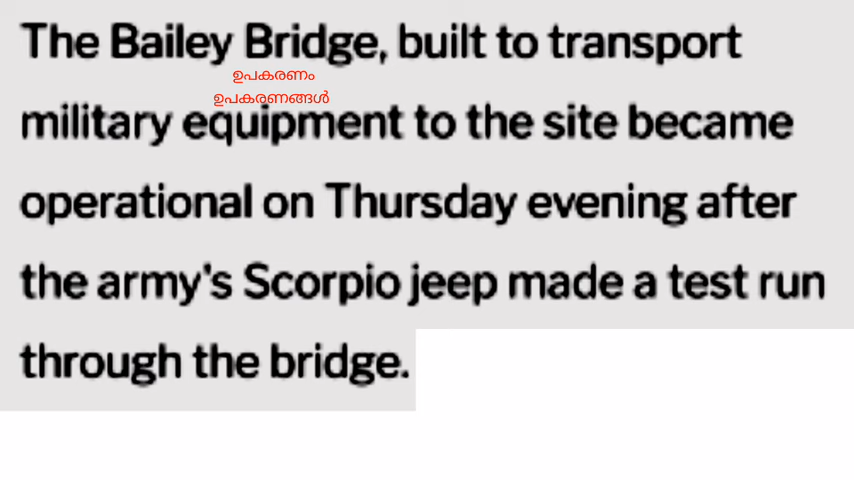 The Bailey Bridge, built to transport
ഉപകരണം
ഉപകരണങ്ങൾ
military equipment to the site became
operational on Thursday evening after
the army's Scorpio jeep made a test run
through the bridge.